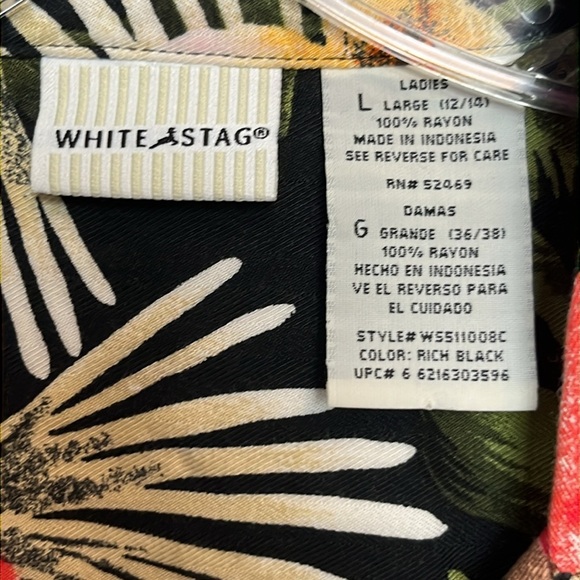 WHITE STAG®
LADIES
L LARGE (12/14)
100% RAYON
MADE IN INDONESIA
SEE REVERSE FOR CARE
RN# 52469
DAMAS
G GRANDE (36/38)
100% RAYON
HECHO EN INDONESIA
VE EL REVERSO PARA
EL CUIDADO
STYLE# WS511008C
COLOR: RICH BLACK
UPC# 6 6216303596